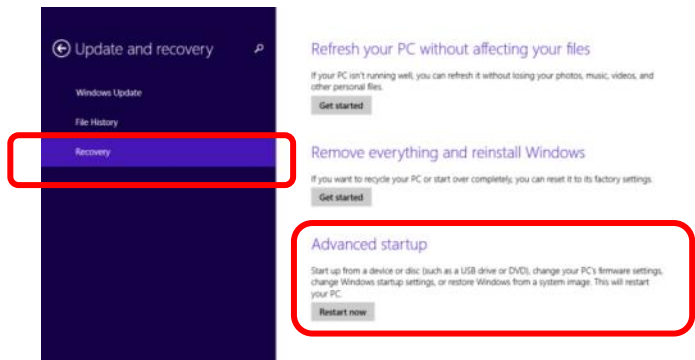 Update and recovery
Windows Update
File History
Recovery
Refresh your PC without affecting your files
If your PC isn't running well, you can refresh it without losing your photos, music, videos, and
other personal files.
Get started
Remove everything and reinstall Windows
If you want to recycle your PC or start over completely, you can reset it to its factory settings.
Get started
Advanced startup
Start up from a device or disc (such as a USB drive or DVD), change your PC's firmware settings,
change Windows startup settings, or restore Windows from a system image. This will restart
your PC.
Restart now